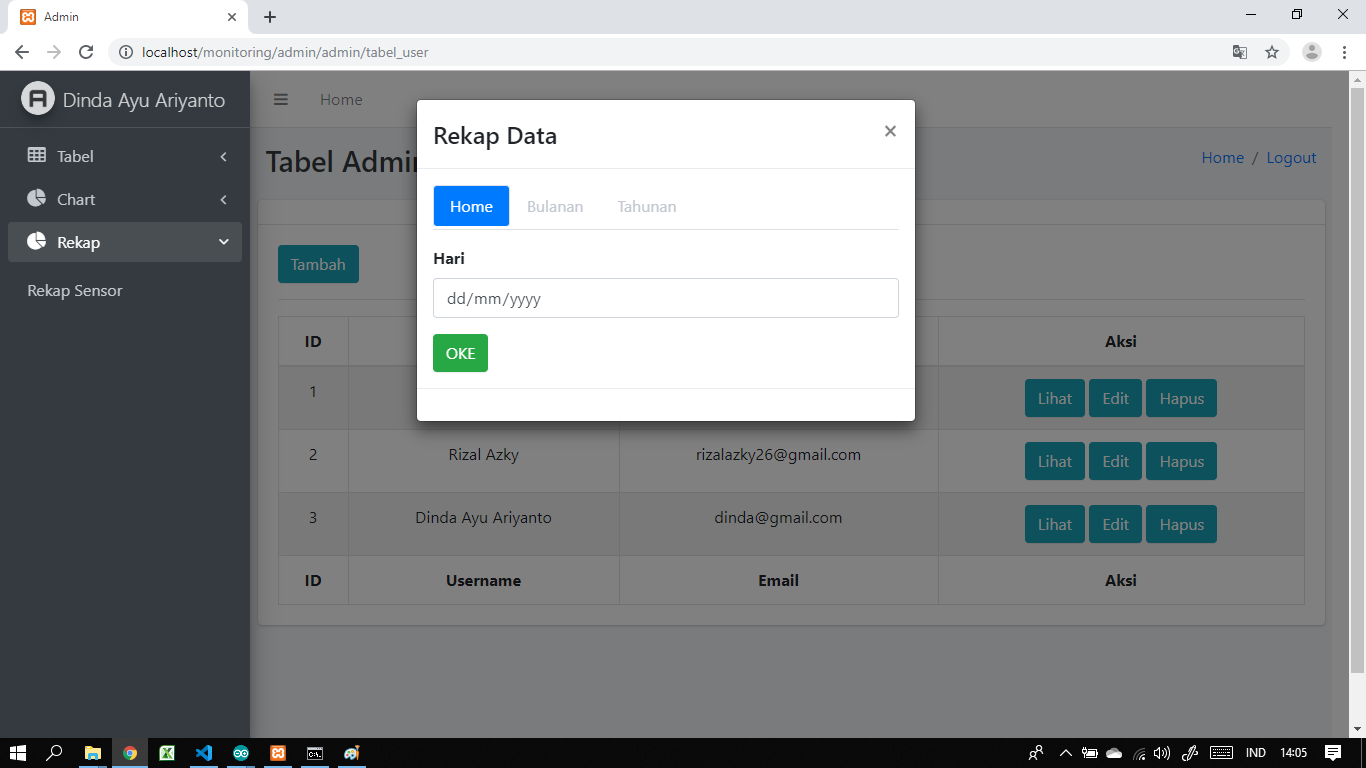 Admin
localhost/monitoring/admin/admin/tabel_user
Dinda Ayu Ariyanto
Home
Tabel
Chart
Rekap
Rekap Sensor
Tabel Admin
Home / Logout
Rekap Data
×
Home Bulanan Tahunan
Hari
dd/mm/yyyy
OKE
Tambah
ID Aksi
1 Lihat Edit Hapus
2 Rizal Azky rizalazky26@gmail.com Lihat Edit Hapus
3 Dinda Ayu Ariyanto dinda@gmail.com Lihat Edit Hapus
ID Username Email Aksi
IND 14:05